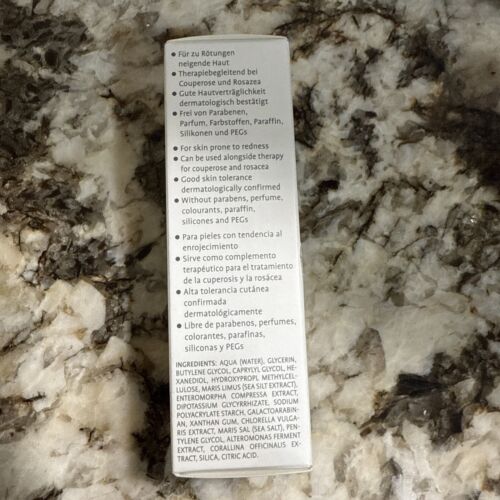 • Für zu Rötungen
neigende Haut
• Therapiebegleitend bei
Couperose und Rosazea
• Gute Hautverträglichkeit
dermatologisch bestätigt
• Frei von Parabenen,
Parfum, Farbstoffen, Paraffin,
Silikonen und PEGs
• For skin prone to redness
• Can be used alongside therapy
for couperose and rosacea
• Good skin tolerance
dermatologically confirmed
• Without parabens, perfume,
colourants, paraffin,
silicones and PEGs
• Para pieles con tendencia al
enrojecimiento
• Sirve como complemento
terapéutico para el tratamiento
de la cuperosis y la rosácea
• Alta tolerancia cutánea
confirmada
dermatológicamente
• Libre de parabenos, perfumes,
colorantes, parafinas,
siliconas y PEGs
INGREDIENTS: AQUA (WATER), GLYCERIN,
BUTYLENE GLYCOL, CAPRYLYL GLYCOL, HE-
XANEDIOL, HYDROXYPROPYL METHYLCEL-
LULOSE, MARIS LIMUS (SEA SILT EXTRACT),
ENTEROMORPHA COMPRESSA EXTRACT,
DIPOTASSIUM GLYCYRRHIZATE, SODIUM
POLYACRYLATE STARCH, GALACTOARABIN-
AN, XANTHAN GUM, CHLORELLA VULGA-
RIS EXTRACT, MARIS SAL (SEA SALT), PEN-
TYLENE GLYCOL, ALTEROMONAS FERMENT
EXTRACT, CORALLINA OFFICINALIS EX-
TRACT, SILICA, CITRIC ACID.